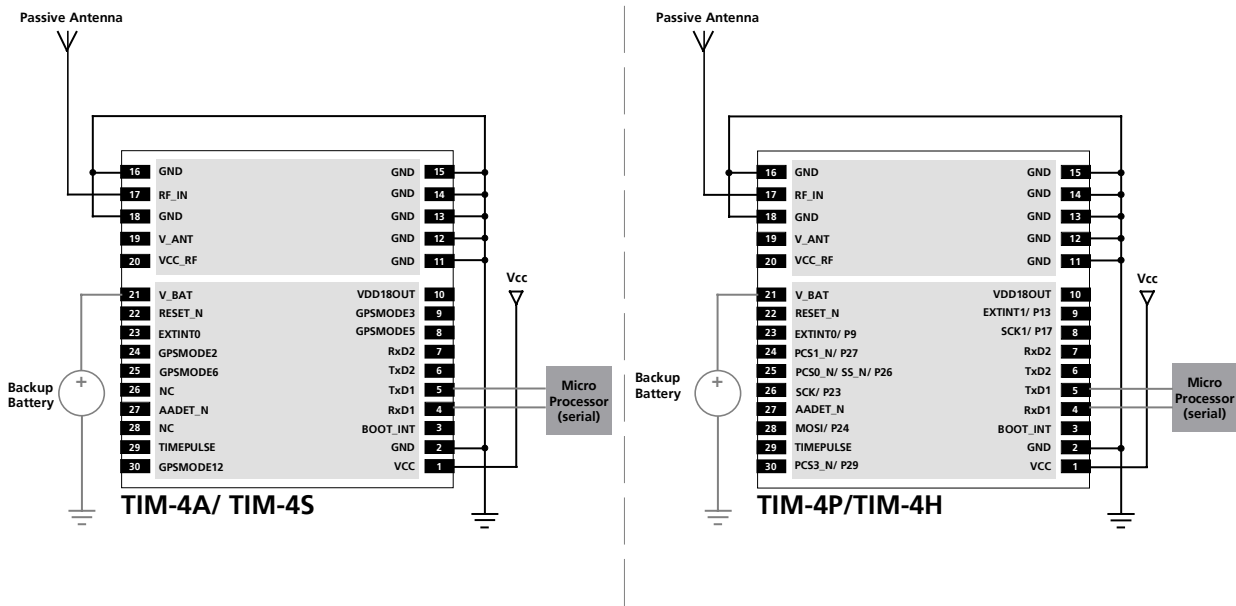 Passive Antenna
16 GND GND 15
17 RF_IN GND 14
18 GND GND 13
19 V_ANT GND 12
20 VCC_RF GND 11
Vcc
21 V_BAT VDD18OUT 10
22 RESET_N GPSMODE3 9
23 EXTINT0 GPSMODE5 8
24 GPSMODE2 RxD2 7
25 GPSMODE6 TxD2 6
26 NC TxD1 5
27 AADET_N RxD1 4
28 NC BOOT_INT 3
29 TIMEPULSE GND 2
30 GPSMODE12 VCC 1
Backup
Battery
+
Micro
Processor
(serial)
TIM-4A/ TIM-4S
Passive Antenna
16 GND GND 15
17 RF_IN GND 14
18 GND GND 13
19 V_ANT GND 12
20 VCC_RF GND 11
Vcc
21 V_BAT VDD18OUT 10
22 RESET_N EXTINT1/ P13 9
23 EXTINT0/ P9 SCK1/ P17 8
24 PCS1_N/ P27 RxD2 7
25 PCS0_N/ SS_N/ P26 TxD2 6
26 SCK/ P23 TxD1 5
27 AADET_N RxD1 4
28 MOSI/ P24 BOOT_INT 3
29 TIMEPULSE GND 2
30 PCS3_N/ P29 VCC 1
Backup
Battery
+
Micro
Processor
(serial)
TIM-4P/TIM-4H